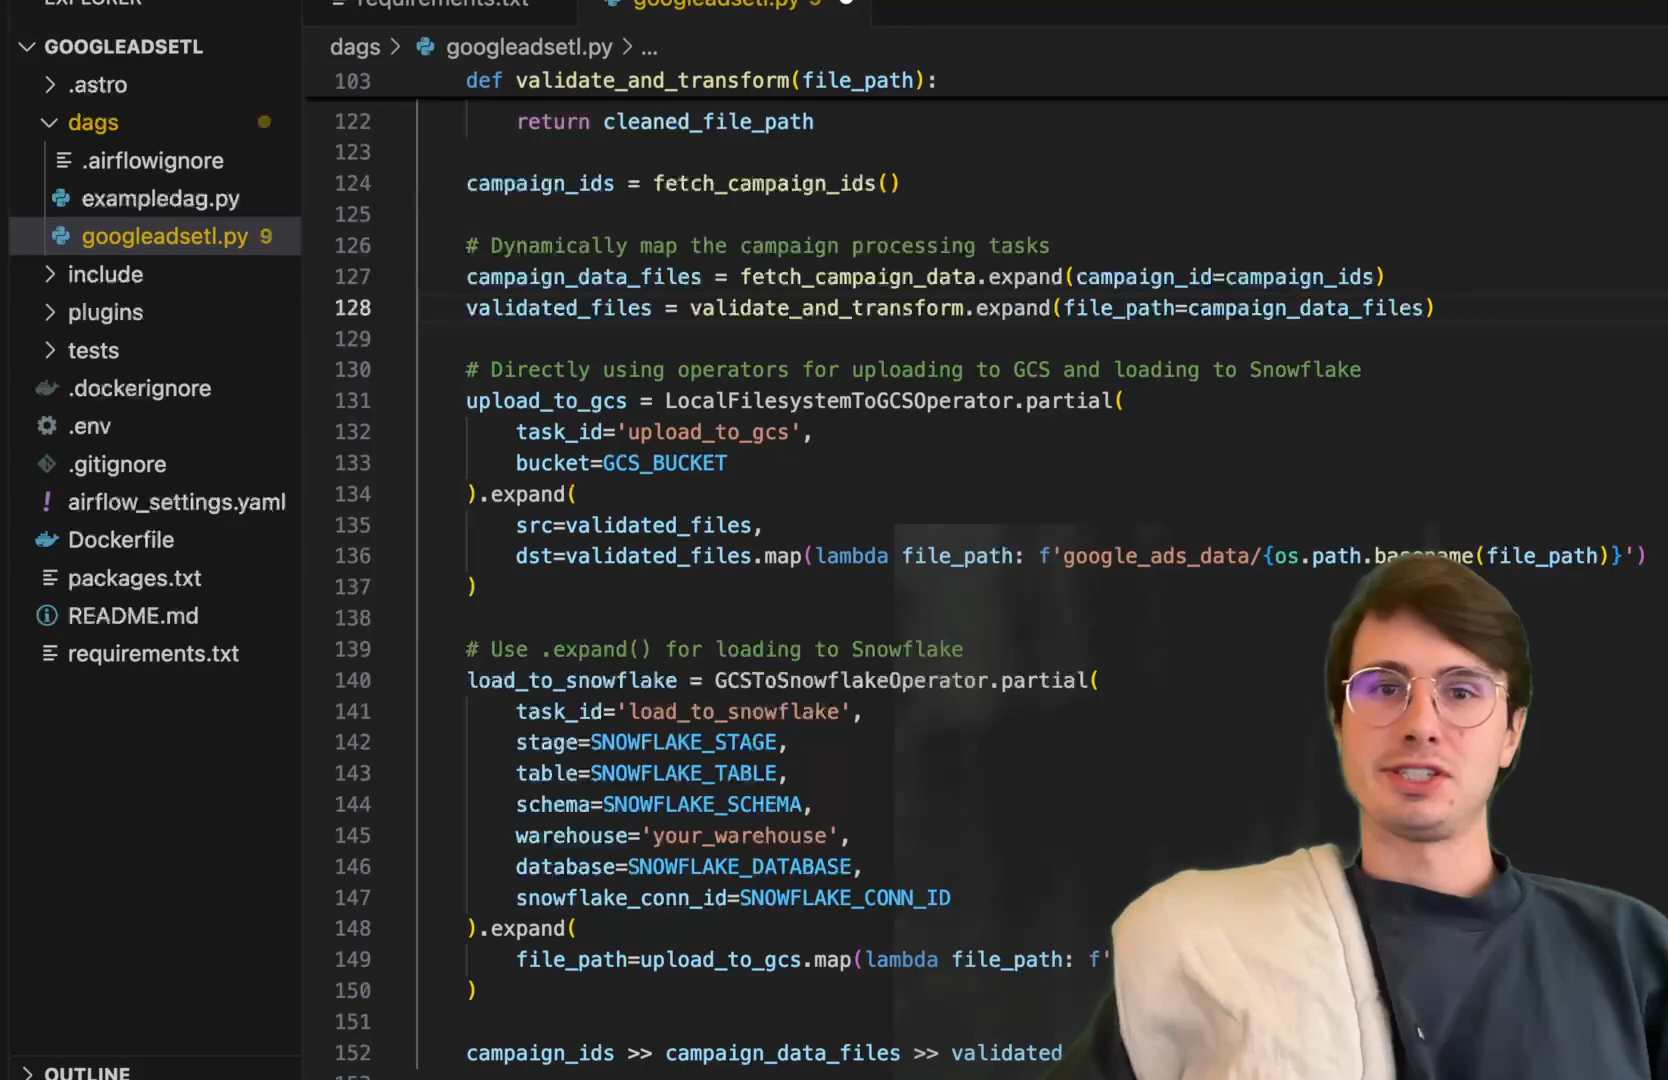 EXPLORER
GOOGLEADSETL
.astro
dags
.airflowignore
exampledag.py
googleadsetl.py 9
include
plugins
tests
.dockerignore
.env
.gitignore
airflow_settings.yaml
Dockerfile
packages.txt
README.md
requirements.txt
OUTLINE
requirements.txt
googleadsetl.py 9
dags > googleadsetl.py > ...
103 def validate_and_transform(file_path):
122 return cleaned_file_path
123
124 campaign_ids = fetch_campaign_ids()
125
126 # Dynamically map the campaign processing tasks
127 campaign_data_files = fetch_campaign_data.expand(campaign_id=campaign_ids)
128 validated_files = validate_and_transform.expand(file_path=campaign_data_files)
129
130 # Directly using operators for uploading to GCS and loading to Snowflake
131 upload_to_gcs = LocalFilesystemToGCSOperator.partial(
132 task_id='upload_to_gcs',
133 bucket=GCS_BUCKET
134 ).expand(
135 src=validated_files,
136 dst=validated_files.map(lambda file_path: f'google_ads_data/{os.path.basename(file_path)}')
137 )
138
139 # Use .expand() for loading to Snowflake
140 load_to_snowflake = GCSToSnowflakeOperator.partial(
141 task_id='load_to_snowflake',
142 stage=SNOWFLAKE_STAGE,
143 table=SNOWFLAKE_TABLE,
144 schema=SNOWFLAKE_SCHEMA,
145 warehouse='your_warehouse',
146 database=SNOWFLAKE_DATABASE,
147 snowflake_conn_id=SNOWFLAKE_CONN_ID
148 ).expand(
149 file_path=upload_to_gcs.map(lambda file_path: f'
150 )
151
152 campaign_ids >> campaign_data_files >> validated